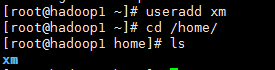 [root@hadoop1 ~]# useradd xm
[root@hadoop1 ~]# cd /home/
[root@hadoop1 home]# ls
xm